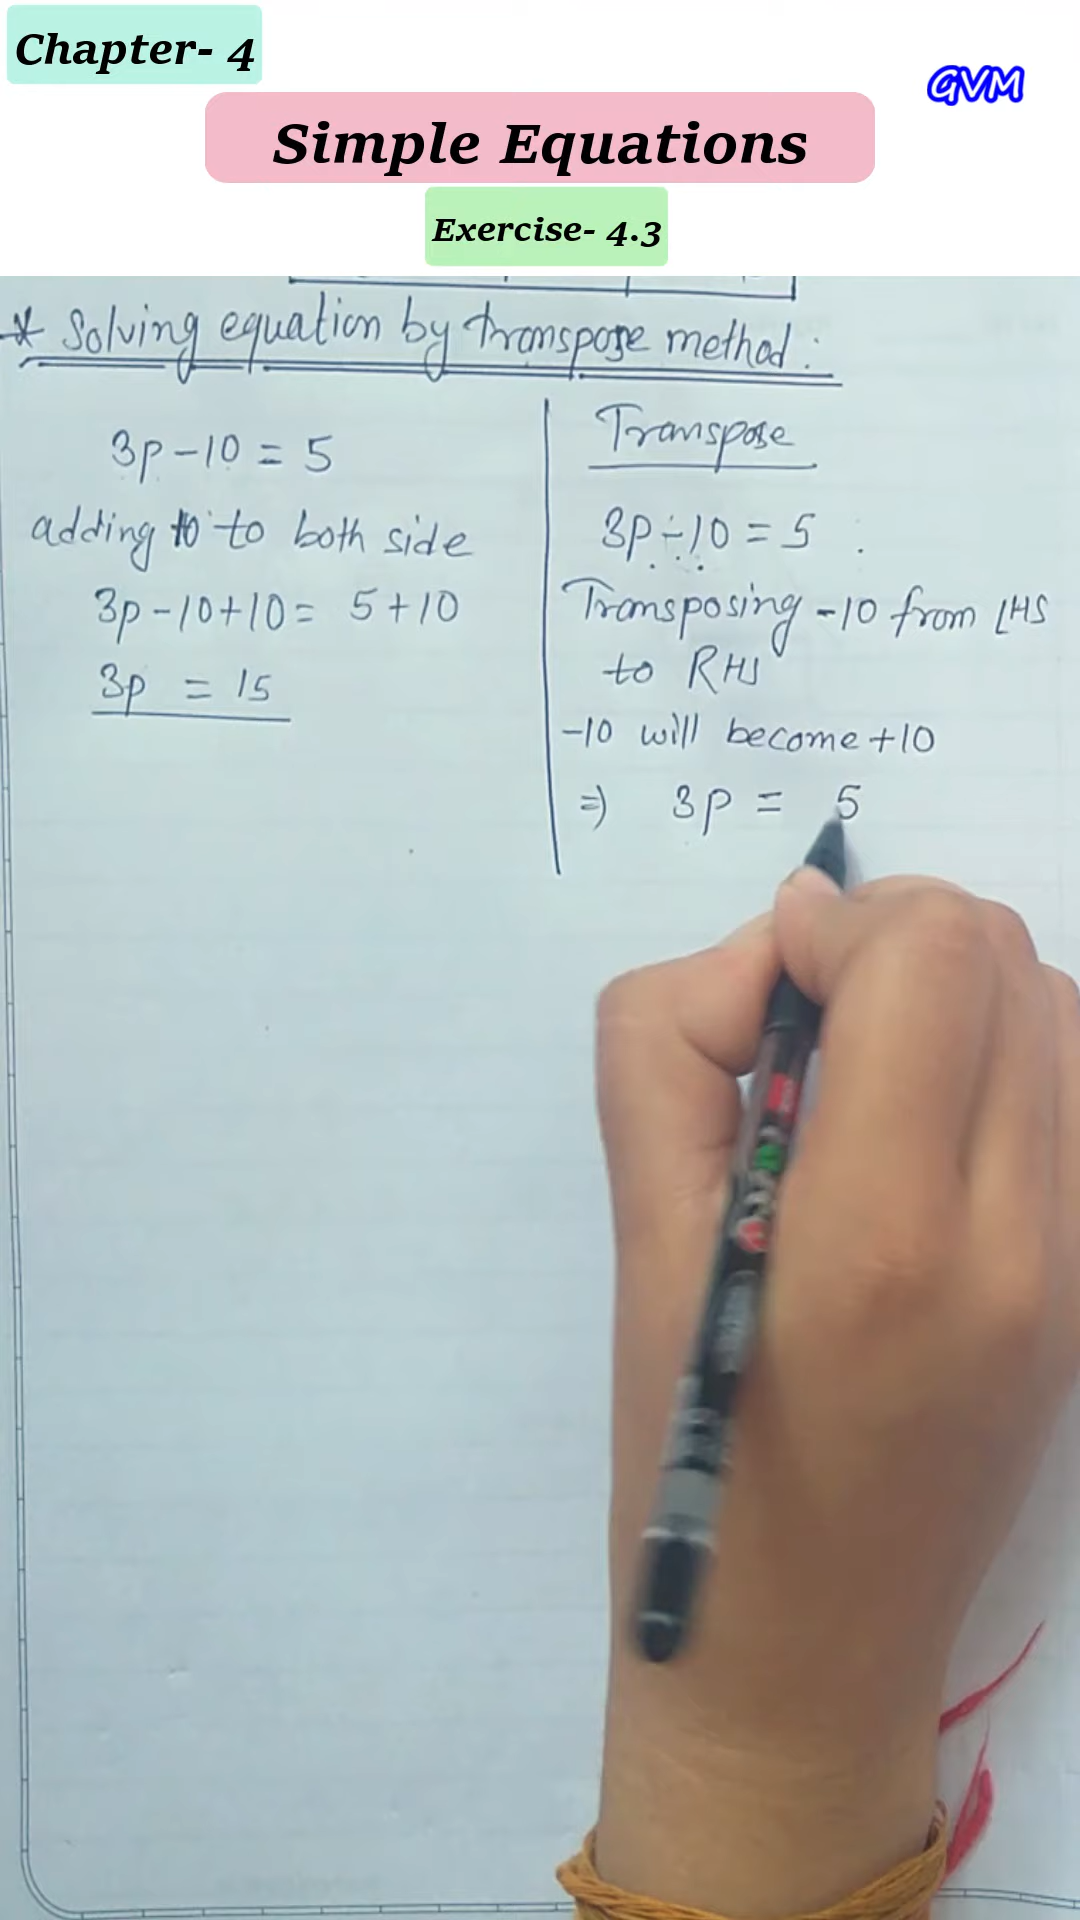 Chapter- 4
GVM
Simple Equations
Exercise- 4.3
* Solving equation by transpose method:
3p - 10 = 5
adding 10 to both side
3p - 10 + 10 = 5 + 10
3p = 15
Transpose
3p - 10 = 5
Transposing -10 from LHS
to RHS
-10 will become +10
⇒ 3p = 5